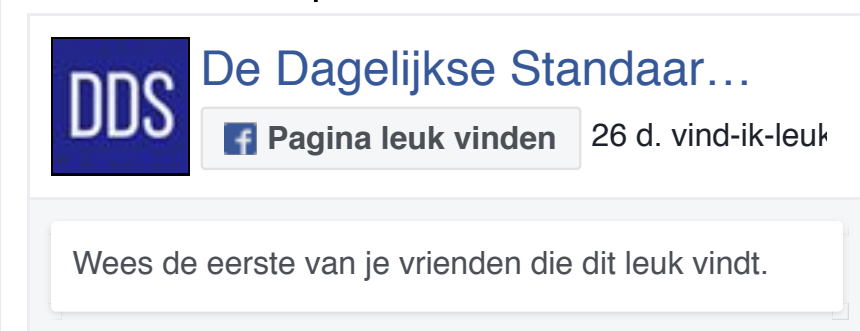 DDS
De Dagelijkse Standaar...
Pagina leuk vinden
26 d. vind-ik-leuk
Wees de eerste van je vrienden die dit leuk vindt.